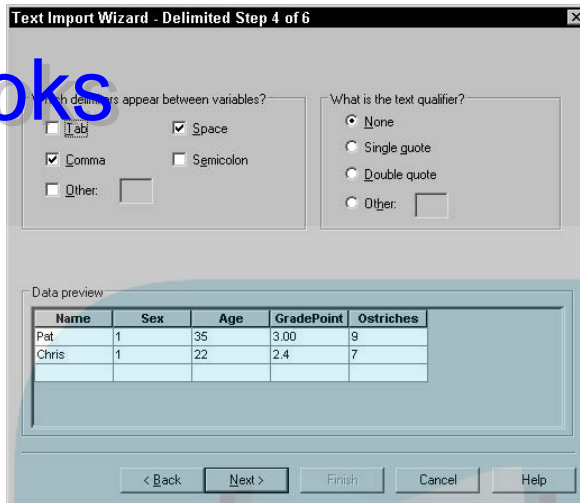 Text Import Wizard - Delimited Step 4 of 6
oks
Which delimiters appear between variables?
Tab
Space
Comma
Semicolon
Other:
What is the text qualifier?
None
Single quote
Double quote
Other:
Data preview
Name Sex Age GradePoint Ostriches
Pat 1 35 3.00 9
Chris 1 22 2.4 7
< Back Next > Finish Cancel Help